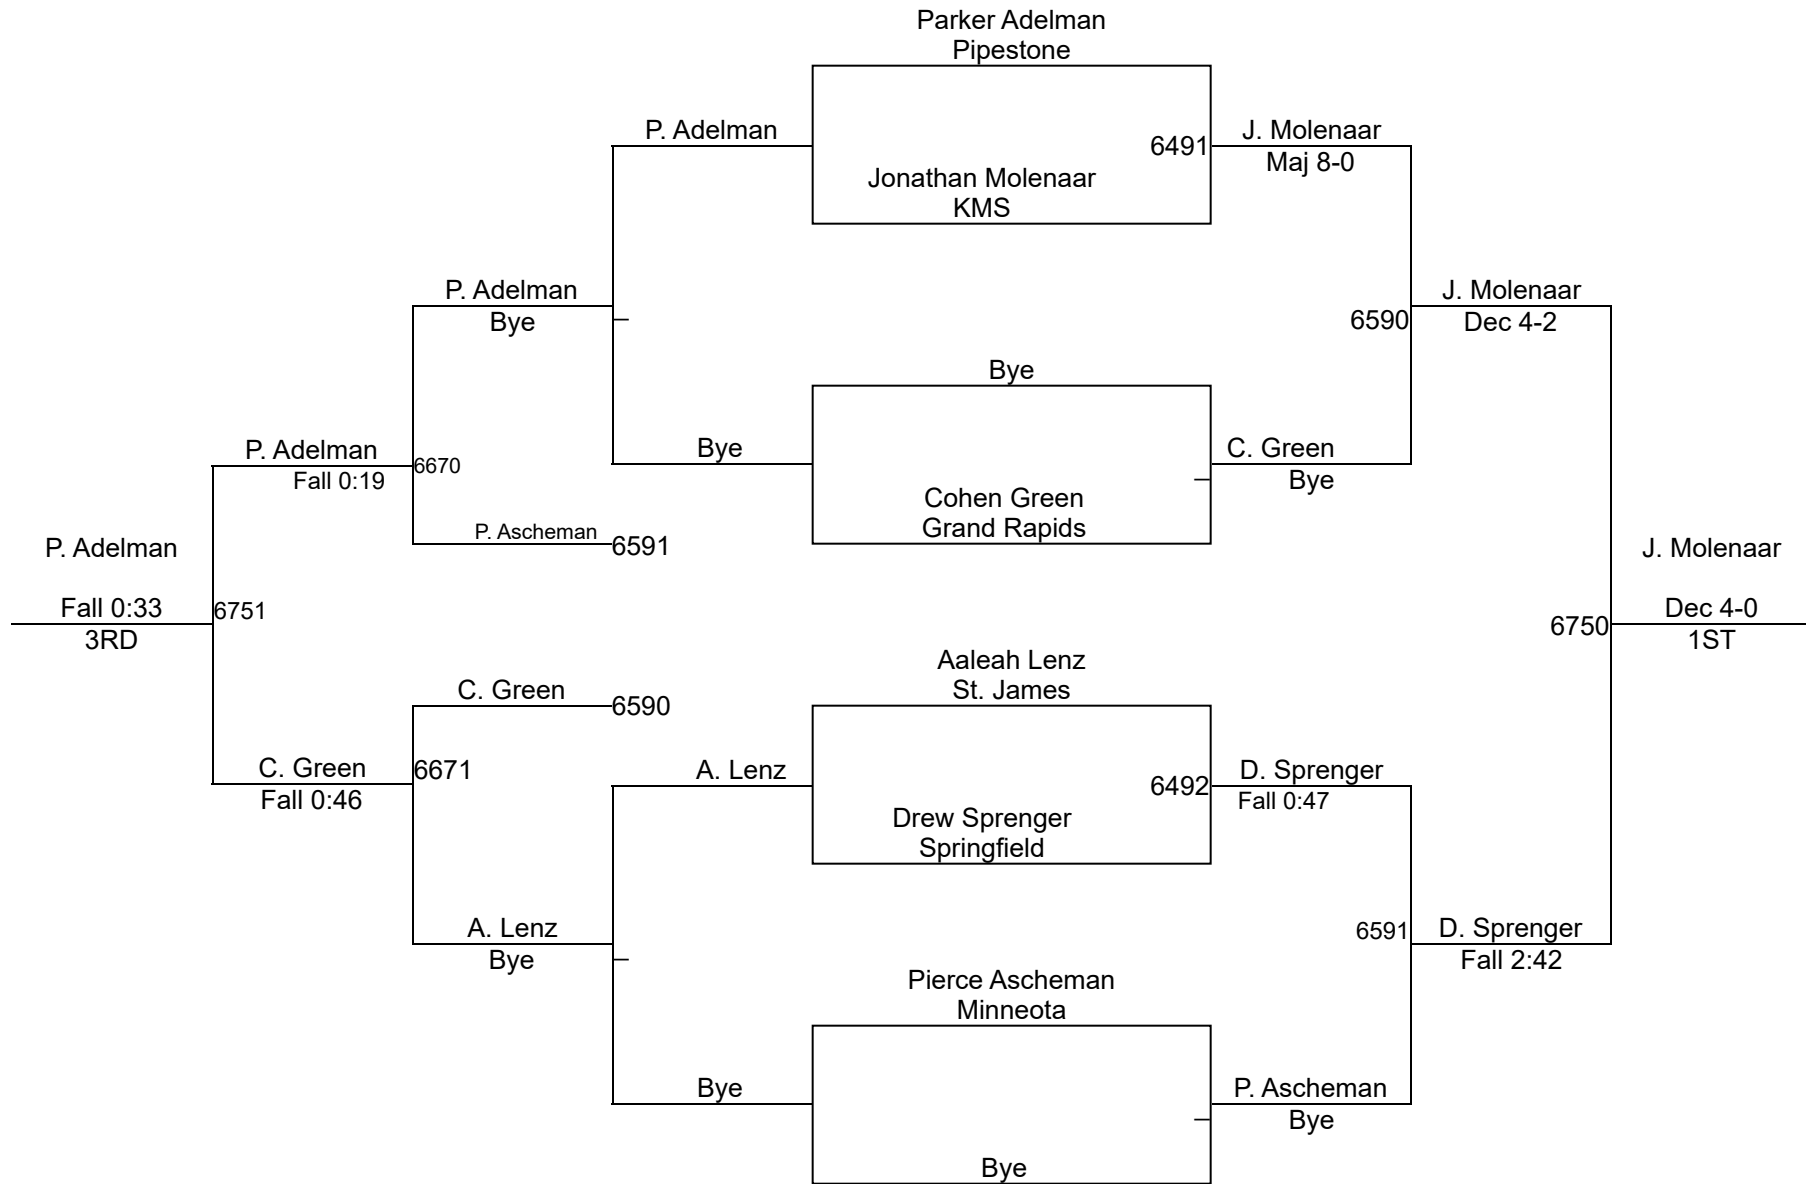 Parker Adelman
Pipestone
P. Adelman
6491
J. Molenaar
Maj 8-0
Jonathan Molenaar
KMS
P. Adelman
Bye
J. Molenaar
Dec 4-2
6590
Bye
P. Adelman
Fall 0:19
6670
Bye
C. Green
Bye
Cohen Green
Grand Rapids
P. Ascheman
6591
P. Adelman
Fall 0:33
3RD
6751
J. Molenaar
Dec 4-0
1ST
6750
Aaleah Lenz
St. James
C. Green
6590
C. Green
Fall 0:46
6671
A. Lenz
6492
D. Sprenger
Fall 0:47
Drew Sprenger
Springfield
A. Lenz
Bye
6591
D. Sprenger
Fall 2:42
Pierce Ascheman
Minneota
Bye
P. Ascheman
Bye
Bye